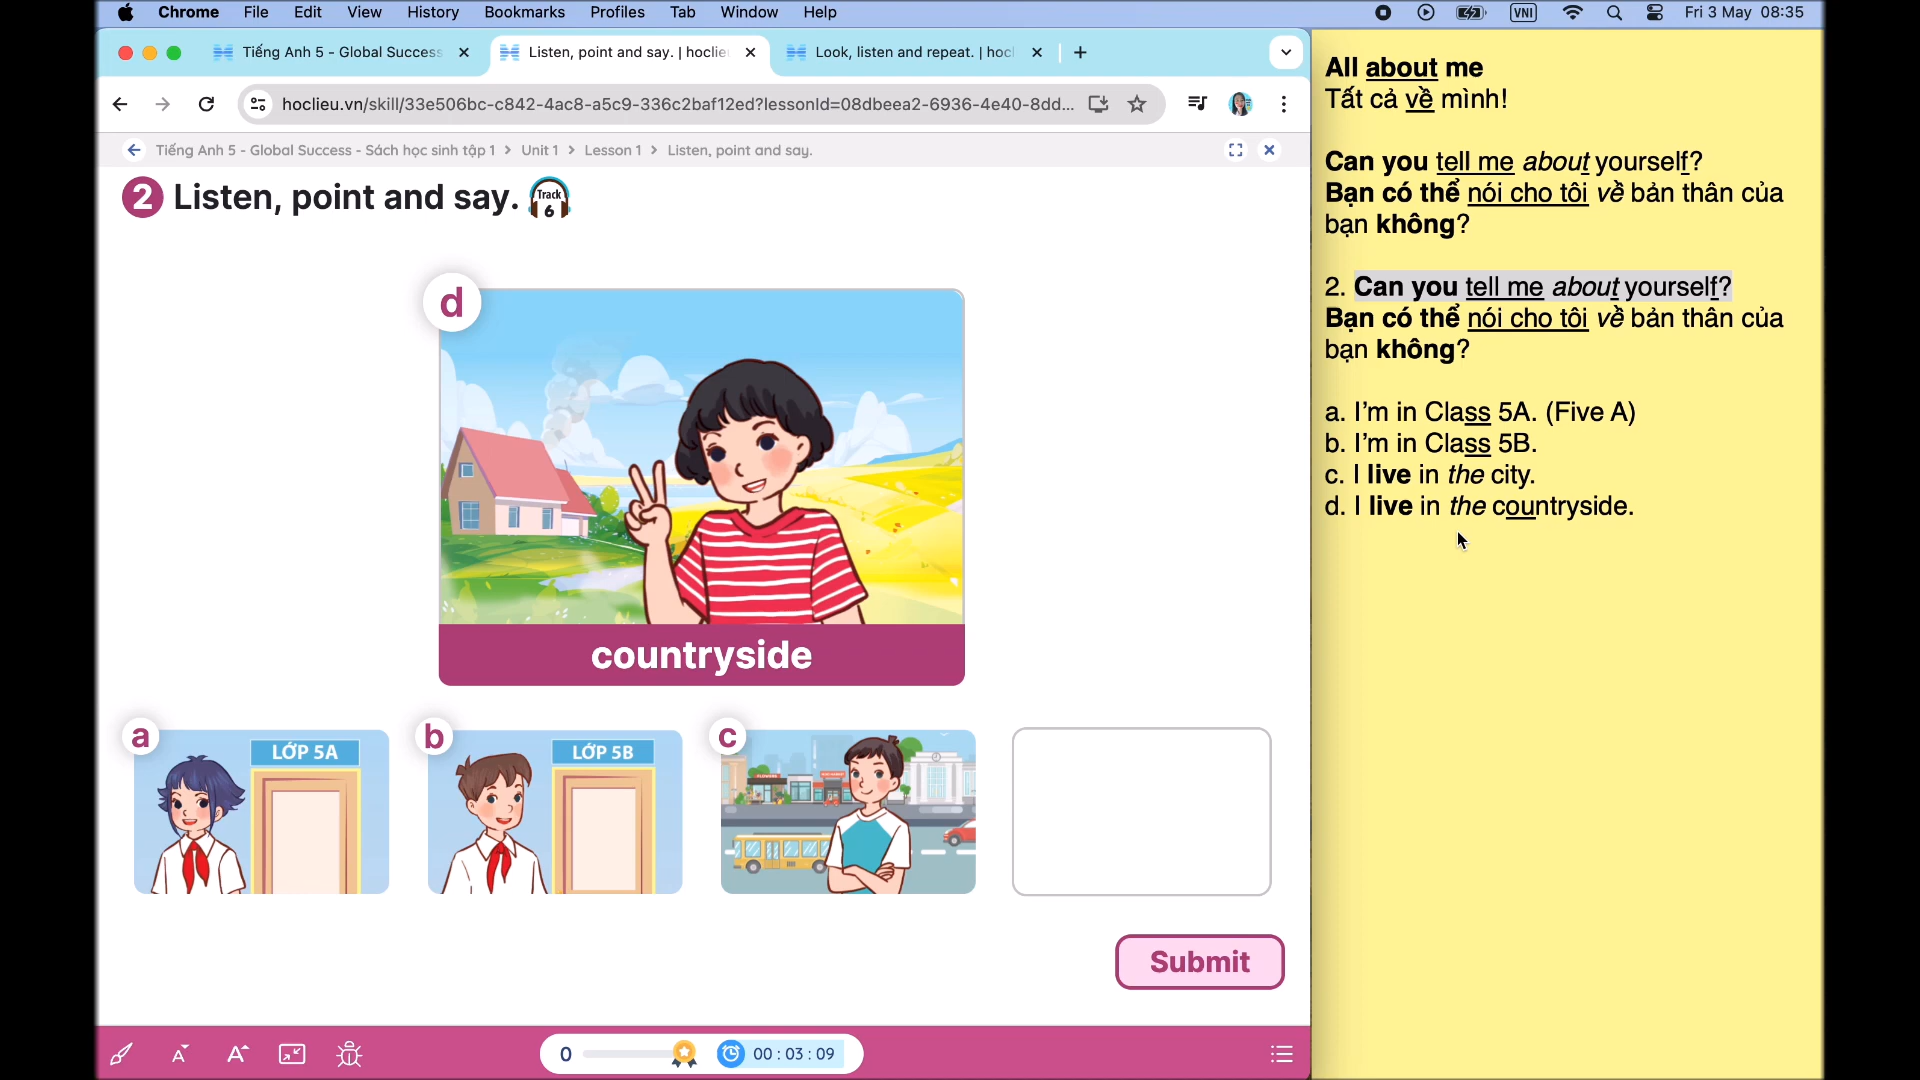 Chrome File Edit View History Bookmarks Profiles Tab Window Help VNI Fri 3 May 08:35
Tiếng Anh 5 - Global Success
Listen, point and say. | hoclie
Look, listen and repeat. | hocl
hoclieu.vn/skill/33e506bc-c842-4ac8-a5c9-336c2baf12ed?lessonId=08dbeea2-6936-4e40-8dd...
Tiếng Anh 5 - Global Success - Sách học sinh tập 1 > Unit 1 > Lesson 1 > Listen, point and say.
2 Listen, point and say. Track 6
d
countryside
a
LỚP 5A
b
LỚP 5B
c
FLOWERS
Submit
0
00 : 03 : 09
All about me
Tất cả về mình!
Can you tell me about yourself?
Bạn có thể nói cho tôi về bản thân của
bạn không?
2. Can you tell me about yourself?
Bạn có thể nói cho tôi về bản thân của
bạn không?
a. I'm in Class 5A. (Five A)
b. I'm in Class 5B.
c. I live in the city.
d. I live in the countryside.